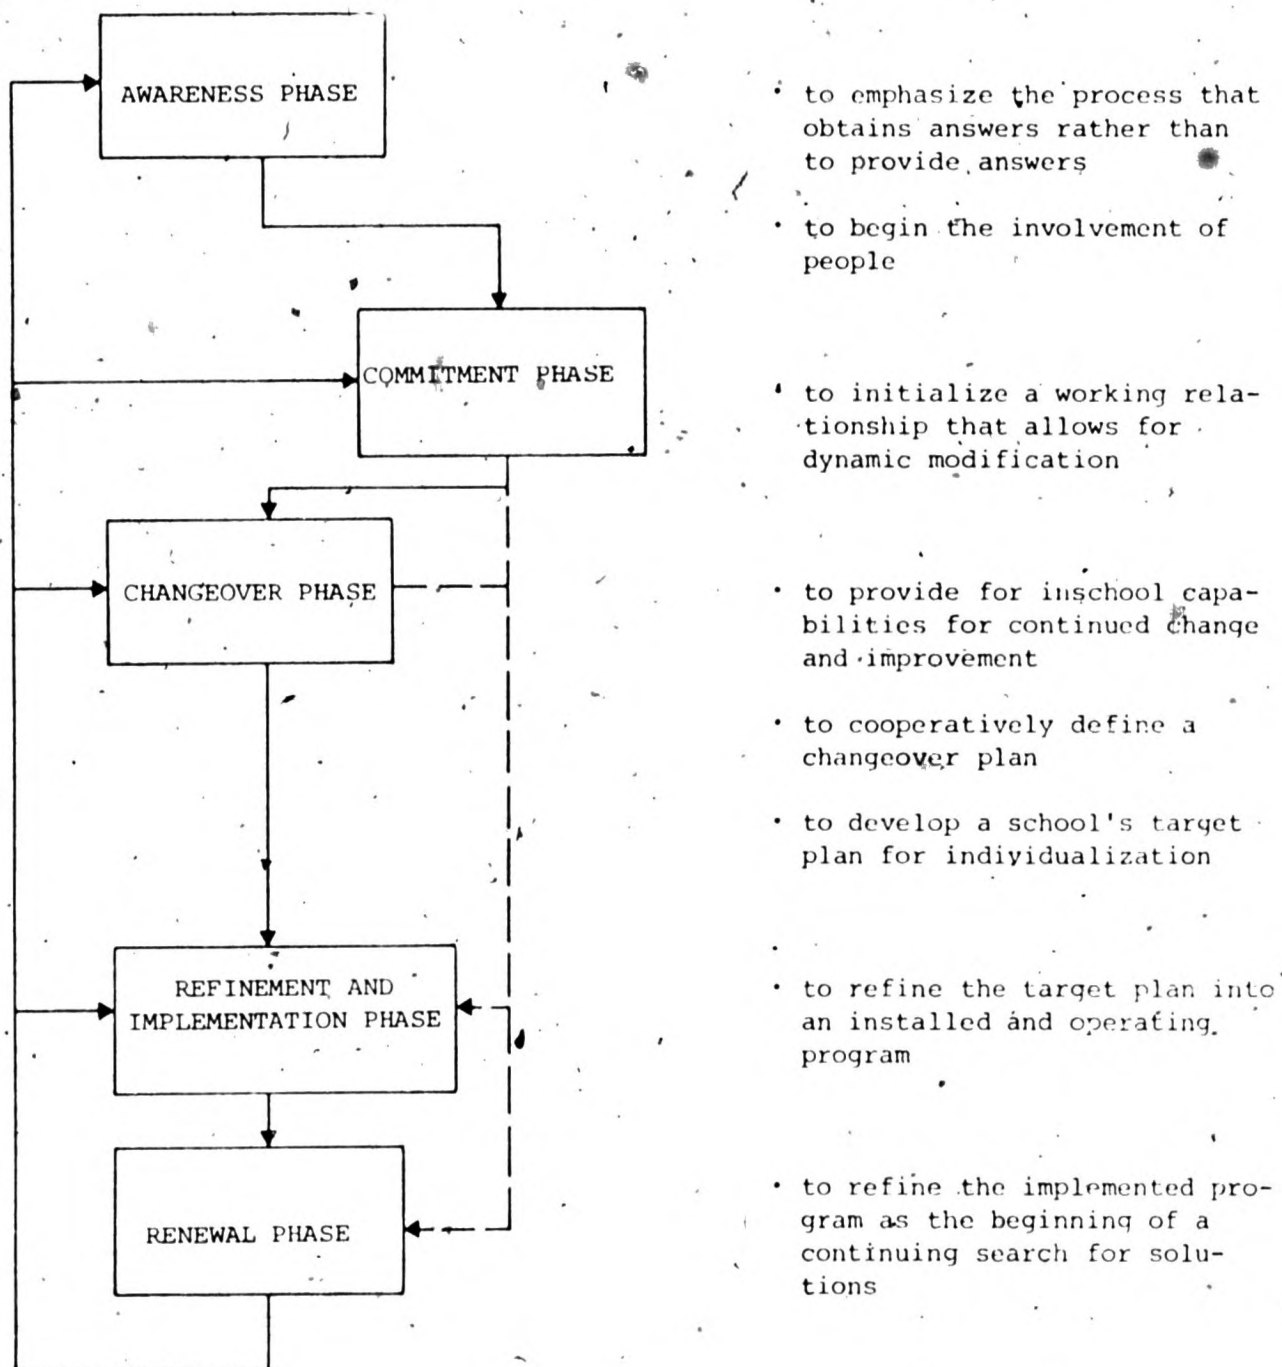 AWARENESS PHASE
• to emphasize the process that
obtains answers rather than
to provide answers
• to begin the involvement of
people
COMMITMENT PHASE
• to initialize a working rela-
tionship that allows for
dynamic modification
CHANGEOVER PHASE
• to provide for inschool capa-
bilities for continued change
and improvement
• to cooperatively define a
changeover plan
• to develop a school's target
plan for individualization
REFINEMENT AND
IMPLEMENTATION PHASE
• to refine the target plan into
an installed and operating
program
RENEWAL PHASE
• to refine the implemented pro-
gram as the beginning of a
continuing search for solu-
tions